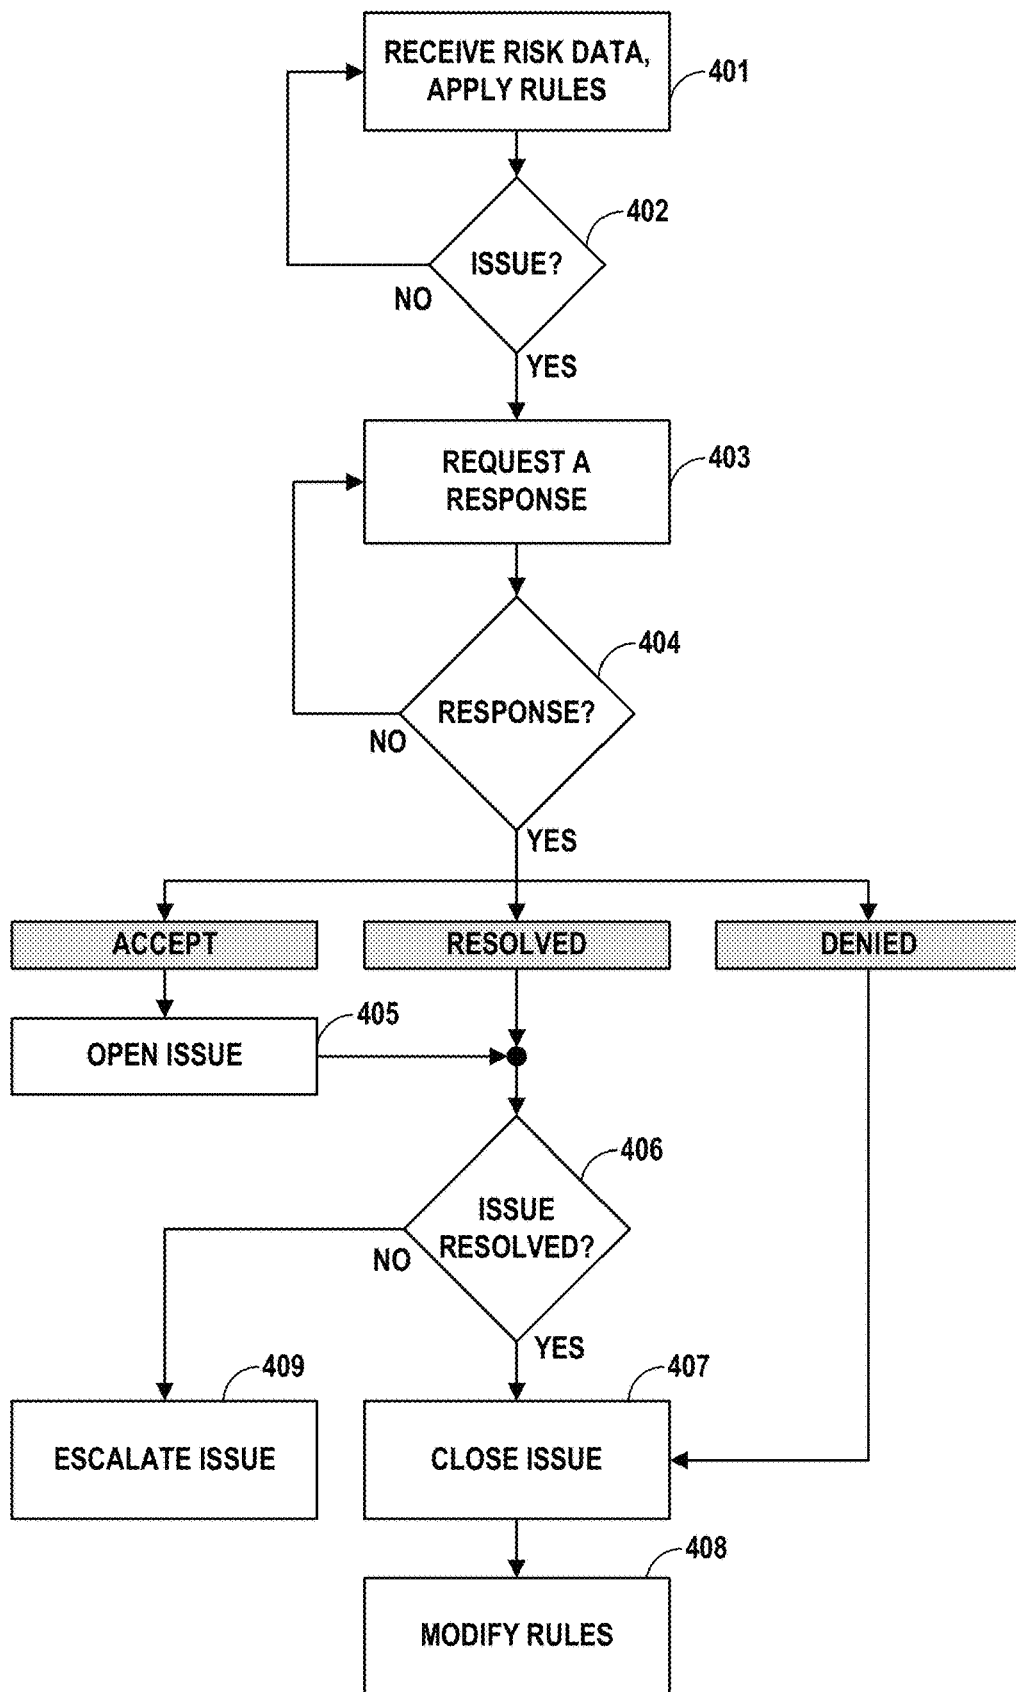 RECEIVE RISK DATA,
APPLY RULES
401
402
ISSUE?
NO
YES
REQUEST A
RESPONSE
403
404
RESPONSE?
NO
YES
ACCEPT
RESOLVED
DENIED
405
OPEN ISSUE
406
ISSUE
RESOLVED?
NO
YES
409
407
ESCALATE ISSUE
CLOSE ISSUE
408
MODIFY RULES